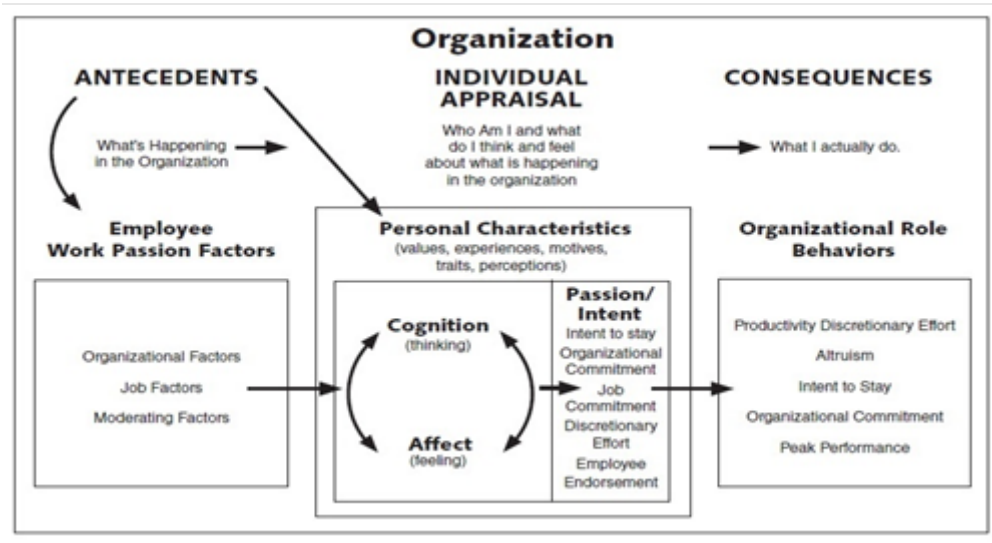 Organization
ANTECEDENTS
INDIVIDUAL
APPRAISAL
CONSEQUENCES
What's Happening
in the Organization
Who Am I and what
do I think and feel
about what is happening
in the organization
What I actually do.
Employee
Work Passion Factors
Personal Characteristics
(values, experiences, motives,
traits, perceptions)
Organizational Role
Behaviors
Organizational Factors
Job Factors
Moderating Factors
Cognition
(thinking)
Affect
(feeling)
Passion/
Intent
Intent to stay
Organizational
Commitment
Job
Commitment
Discretionary
Effort
Employee
Endorsement
Productivity Discretionary Effort
Altruism
Intent to Stay
Organizational Commitment
Peak Performance